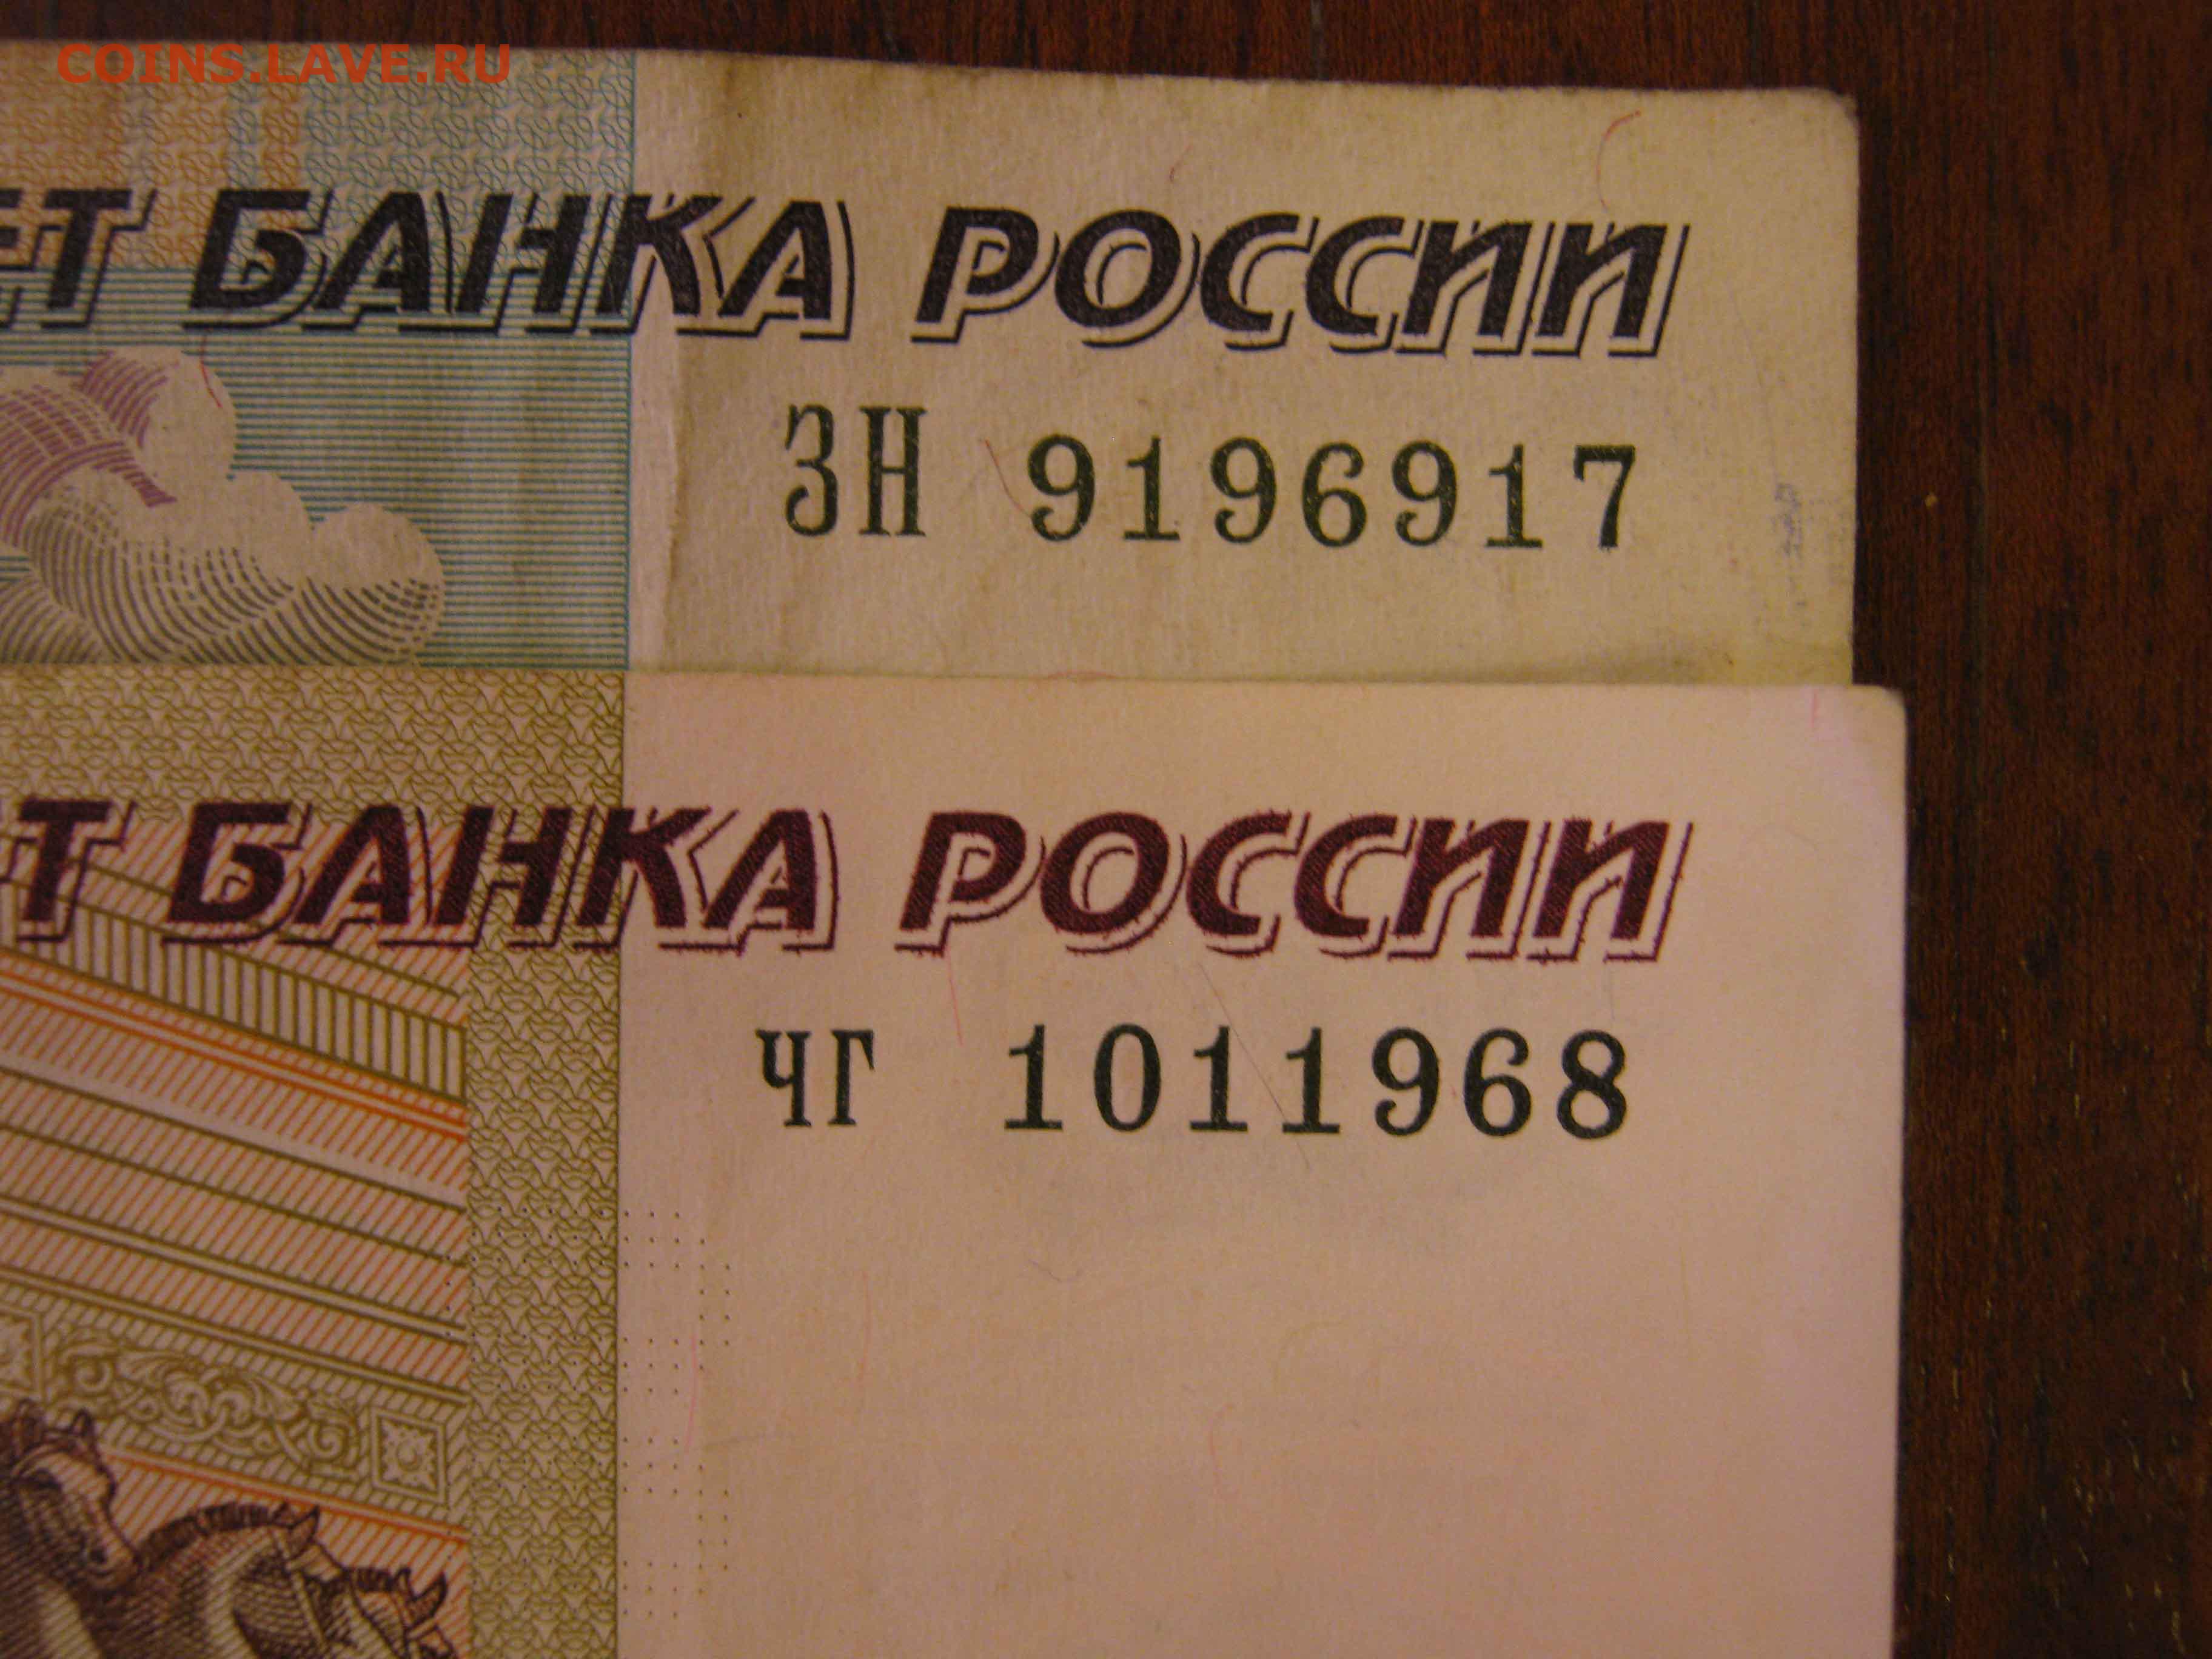 COINS.LAVE.RU
ЕТ БАНКА РОССИИ
ЗН 9196917
ЕТ БАНКА РОССИИ
ЧГ 1011968